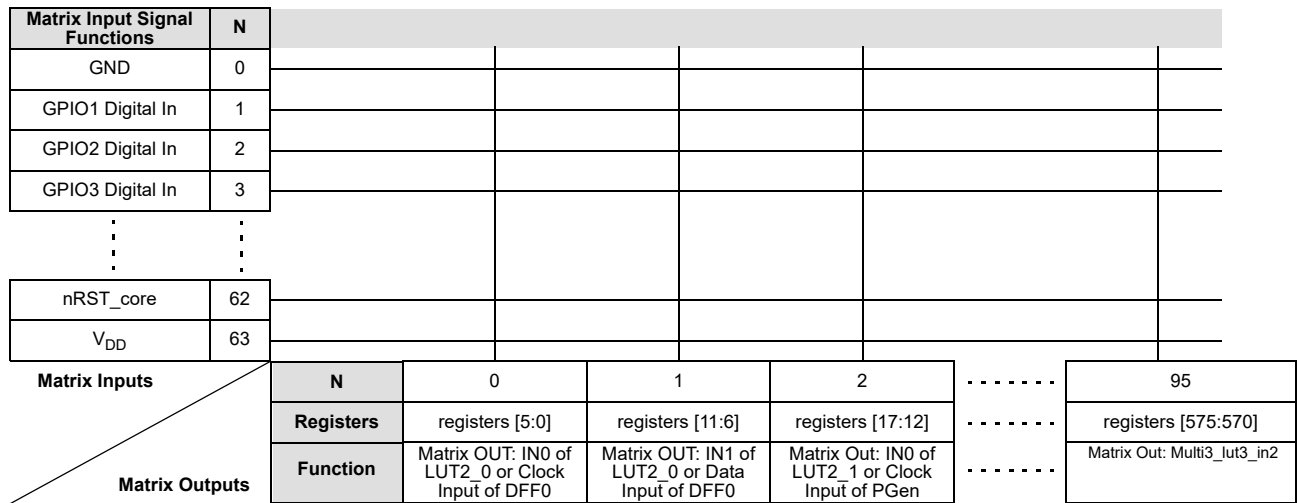 Matrix Input Signal
Functions
N
GND
0
GPIO1 Digital In
1
GPIO2 Digital In
2
GPIO3 Digital In
3
nRST_core
62
VDD
63
Matrix Inputs
N
0
1
2
95
Registers
registers [5:0]
registers [11:6]
registers [17:12]
registers [575:570]
Matrix Outputs
Function
Matrix OUT: IN0 of
LUT2_0 or Clock
Input of DFF0
Matrix OUT: IN1 of
LUT2_0 or Data
Input of DFF0
Matrix Out: IN0 of
LUT2_1 or Clock
Input of PGen
Matrix Out: Multi3_lut3_in2